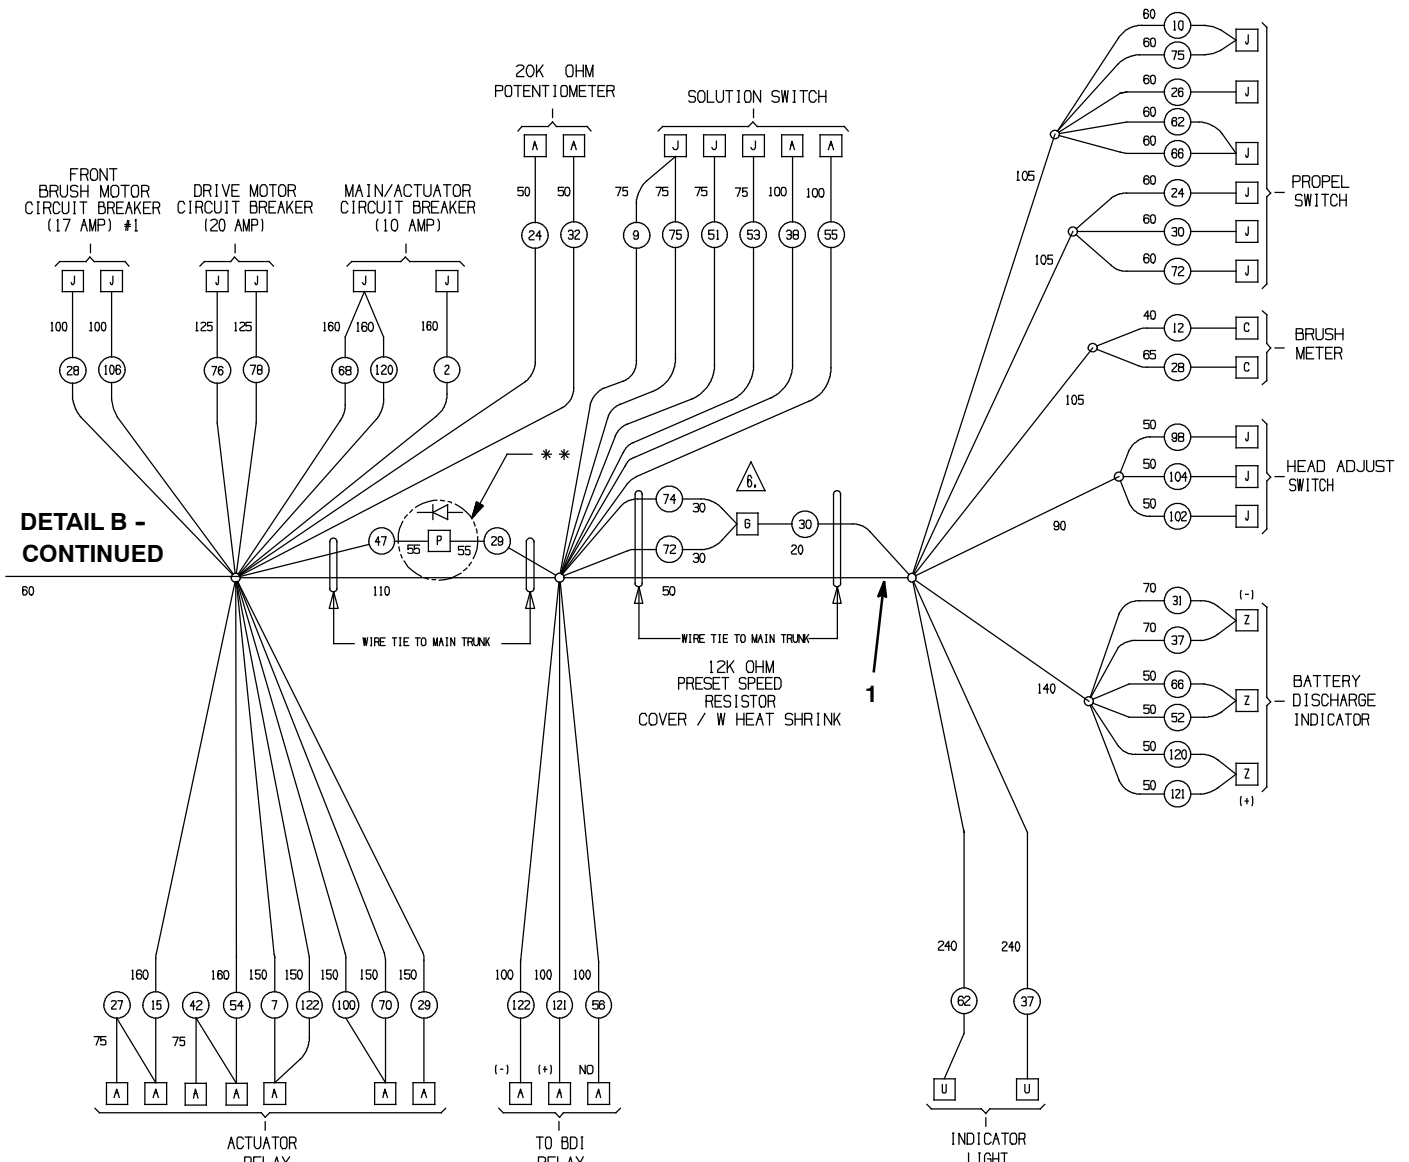 20K OHM
POTENTIOMETER
A A
50 50
24 32
SOLUTION SWITCH
J J J A A
75 75 75 75 100 100
9 75 51 53 38 55
FRONT
BRUSH MOTOR
CIRCUIT BREAKER
(17 AMP) #1
J J
100 100
28 106
DRIVE MOTOR
CIRCUIT BREAKER
(20 AMP)
J J
125 125
76 78
MAIN/ACTUATOR
CIRCUIT BREAKER
(10 AMP)
J J
160 160 160
68 120 2
60 10 J
60 75
60 26 J
60 62
60 66 J
60 24 J
60 30 J
60 72 J
PROPEL
SWITCH
105
105
40 12 C
65 28 C
BRUSH
METER
105
50 98 J
50 104 J
50 102 J
HEAD ADJUST
SWITCH
90
70 31 (-)
Z
70 37
50 66
Z
50 52
50 120
Z
50 121 (+)
BATTERY
DISCHARGE
INDICATOR
140
**
DETAIL B -
CONTINUED
47 55 P 55 29
60
110
WIRE TIE TO MAIN TRUNK
6.
74 30
G 30
20
72 30
50
WIRE TIE TO MAIN TRUNK
12K OHM
PRESET SPEED
RESISTOR
COVER / W HEAT SHRINK
1
160 160 150 150 150 150 150
27 15 42 54 7 122 100 70 29
75 75
A A A A A A A
ACTUATOR
RELAY
100 100 100
122 121 56
(-) (+) NO
A A A
TO BDI
RELAY
240 240
62 37
U U
INDICATOR
LIGHT